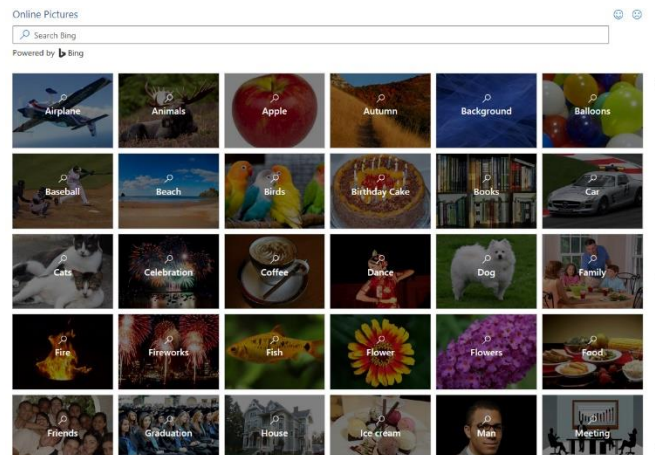 Online Pictures
Search Bing
Powered by Bing
Airplane
Animals
Apple
Autumn
Background
Balloons
Baseball
Beach
Birds
Birthday Cake
Books
Car
Cats
Celebration
Coffee
Dance
Dog
Family
Fire
Fireworks
Fish
Flower
Flowers
Food
Friends
Graduation
House
Ice cream
Man
Meeting